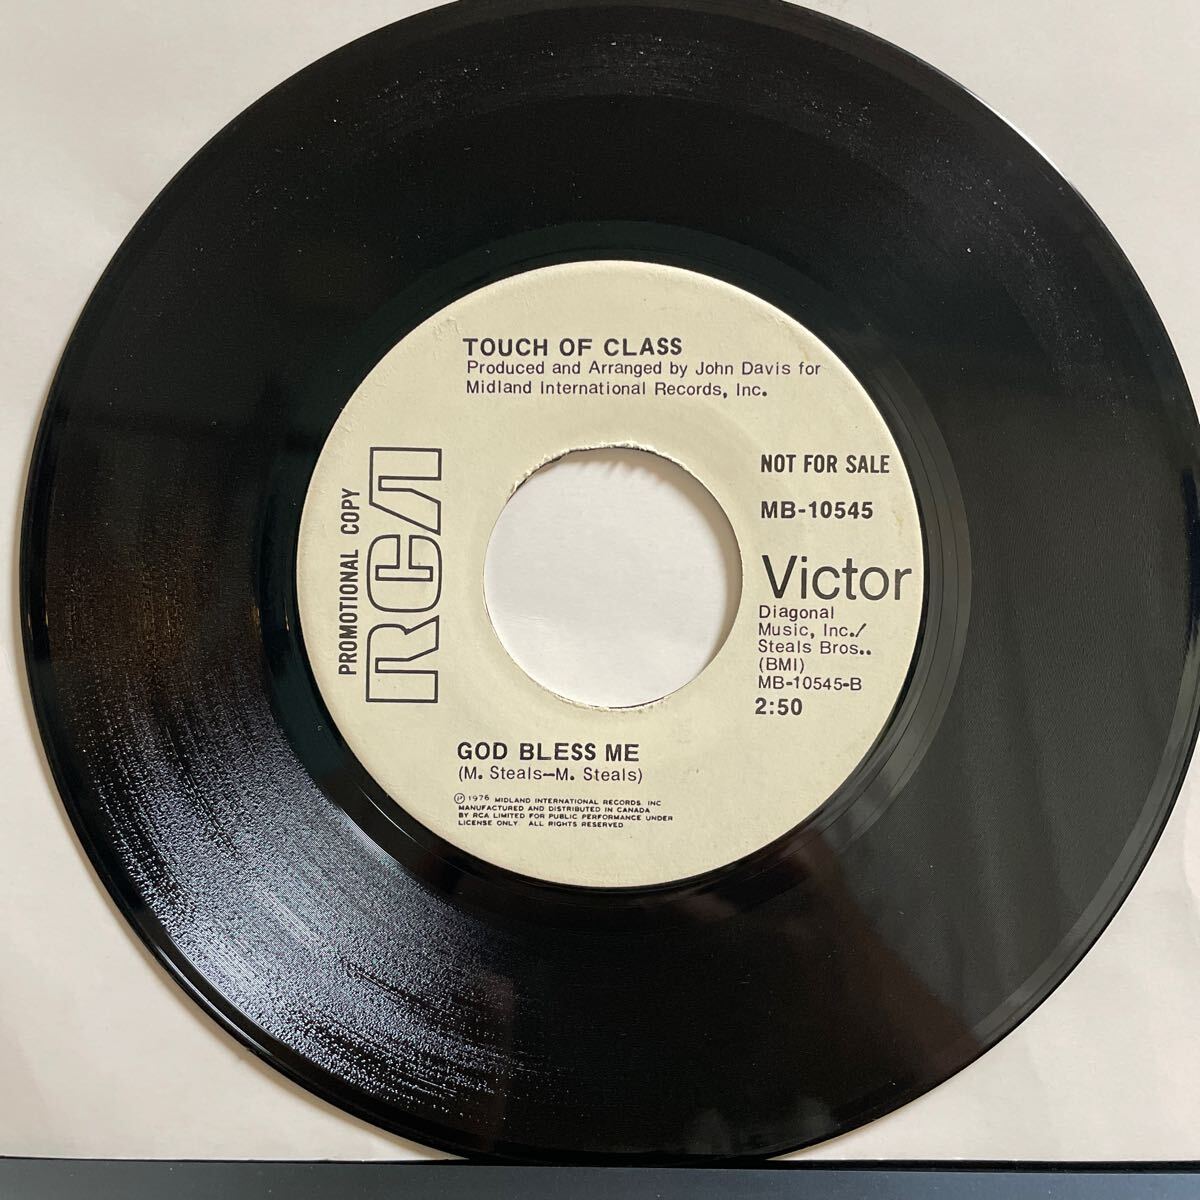 TOUCH OF CLASS
Produced and Arranged by John Davis for
Midland International Records, Inc.
PROMOTIONAL COPY
RCA
NOT FOR SALE
MB-10545
Victor
Diagonal
Music, Inc./
Steals Bros..
(BMI)
MB-10545-B
2:50
GOD BLESS ME
(M. Steals—M. Steals)
Ⓟ 1976 MIDLAND INTERNATIONAL RECORDS INC
MANUFACTURED AND DISTRIBUTED IN CANADA
BY RCA LIMITED FOR PUBLIC PERFORMANCE UNDER
LICENSE ONLY. ALL RIGHTS RESERVED